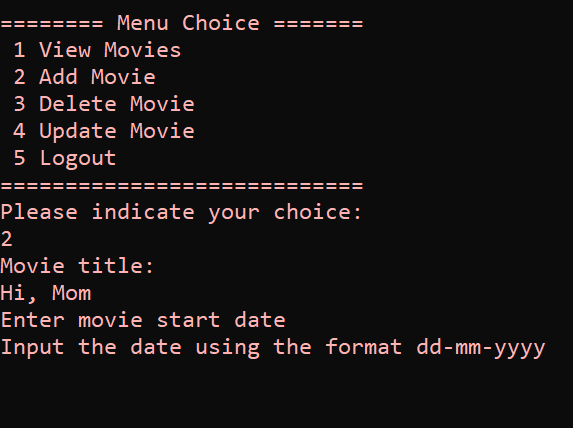 ======== Menu Choice =======
1 View Movies
2 Add Movie
3 Delete Movie
4 Update Movie
5 Logout
============================
Please indicate your choice:
2
Movie title:
Hi, Mom
Enter movie start date
Input the date using the format dd-mm-yyyy